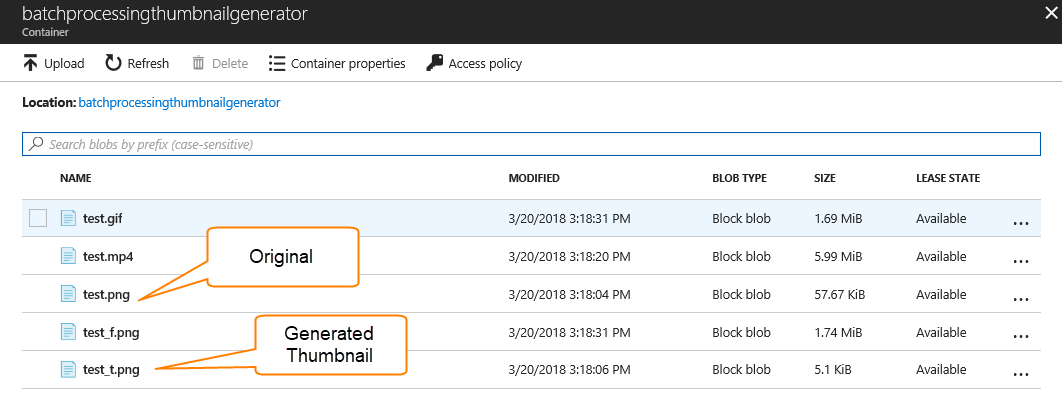 batchprocessingthumbnailgenerator
Container
Upload Refresh Delete Container properties Access policy
Location: batchprocessingthumbnailgenerator
Search blobs by prefix (case-sensitive)
NAME MODIFIED BLOB TYPE SIZE LEASE STATE
test.gif 3/20/2018 3:18:31 PM Block blob 1.69 MiB Available ...
test.mp4 3/20/2018 3:18:20 PM Block blob 5.99 MiB Available ...
Original
test.png 3/20/2018 3:18:04 PM Block blob 57.67 KiB Available ...
test_f.png 3/20/2018 3:18:31 PM Block blob 1.74 MiB Available ...
Generated
Thumbnail
test_t.png 3/20/2018 3:18:06 PM Block blob 5.1 KiB Available ...